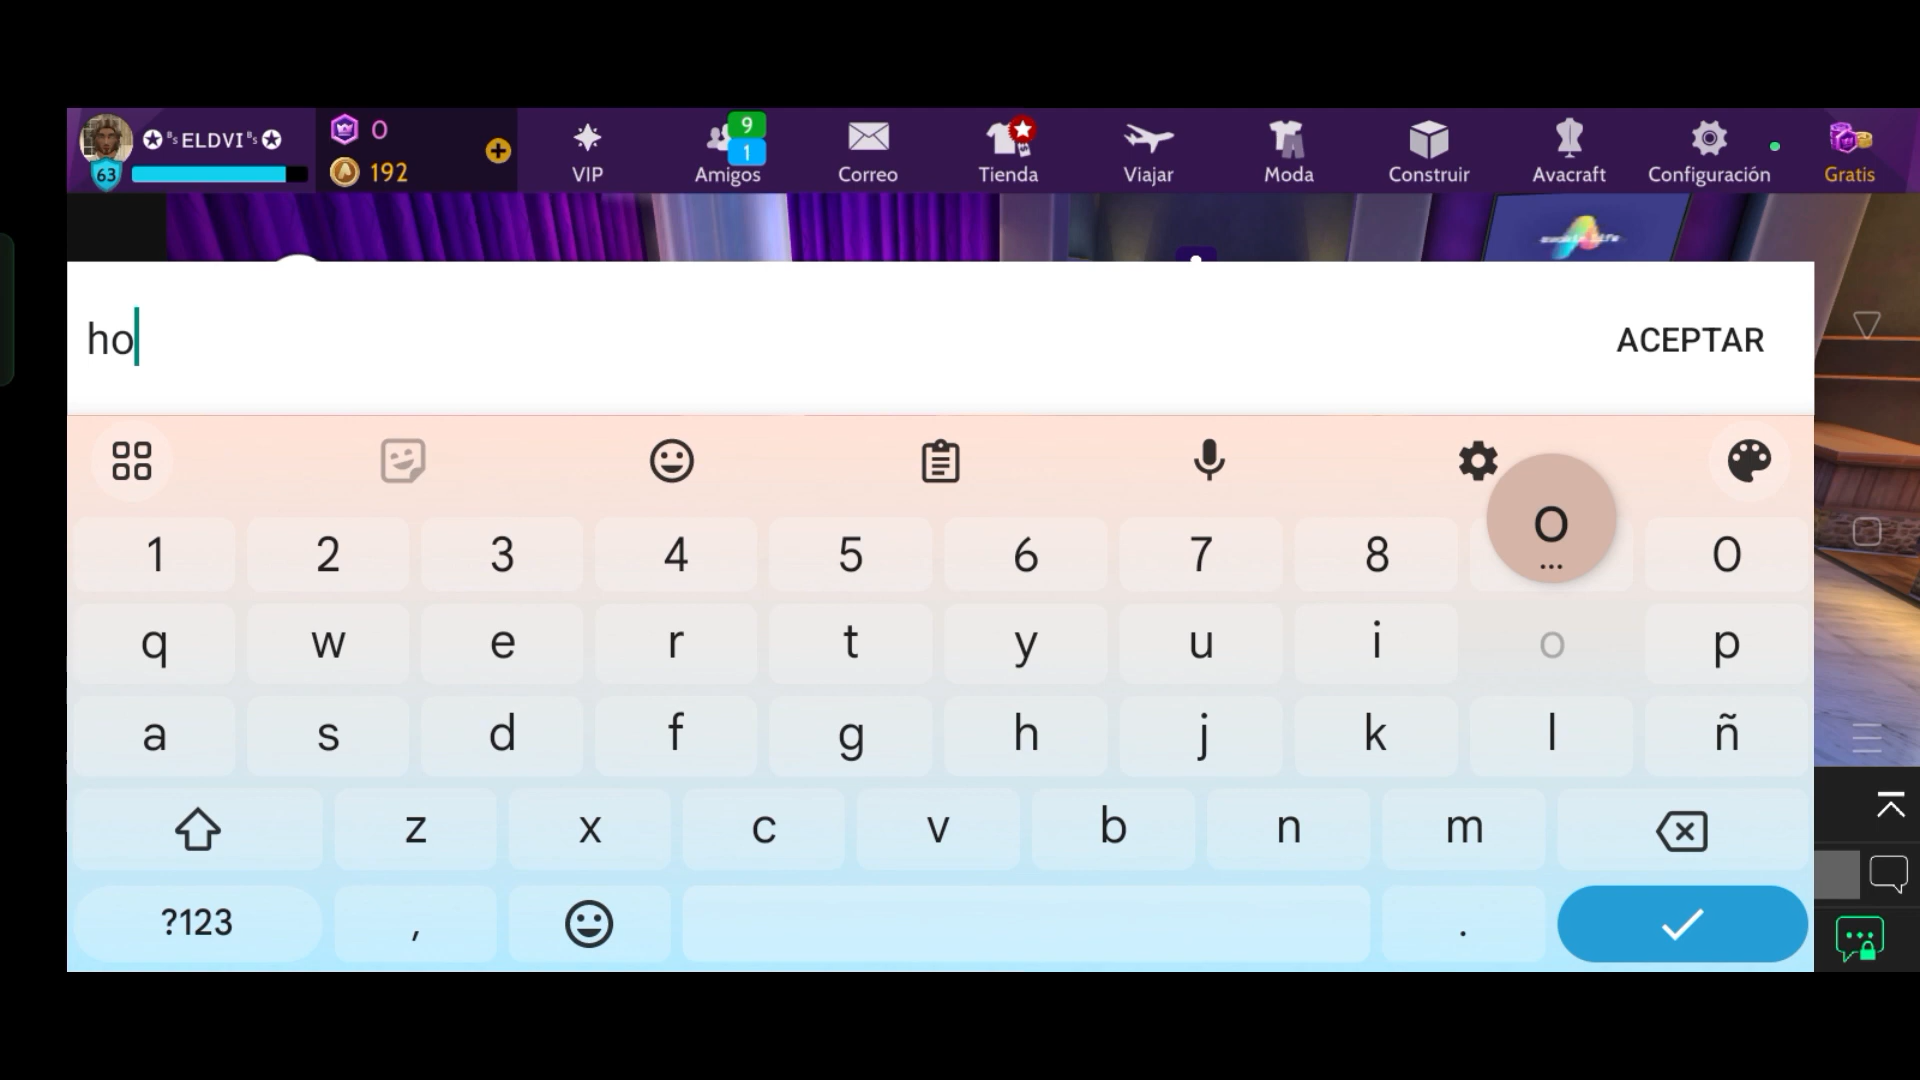 63
ᴮˢELDVIᴮˢ
0
192
VIP
9
1
Amigos
Correo
Tienda
Viajar
Moda
Construir
Avacraft
Configuración
Gratis
ho
ACEPTAR
o
...
1 2 3 4 5 6 7 8 0
q w e r t y u i o p
a s d f g h j k l ñ
z x c v b n m
?123 , .